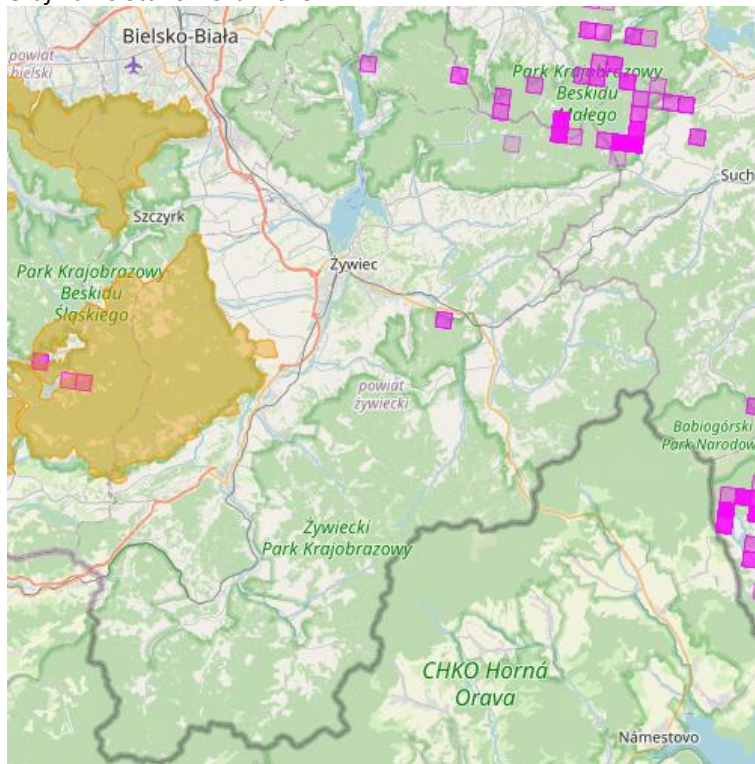 Bielsko-Biała
powiat
bielski
Park Krajobrazowy
Beskidu
Małego
Such
Szczyrk
Żywiec
Park Krajobrazowy
Beskidu
Śląskiego
powiat
żywiecki
Babiogórski
Park Narodow
Żywiecki
Park Krajobrazowy
CHKO Horná
Orava
Námestovo